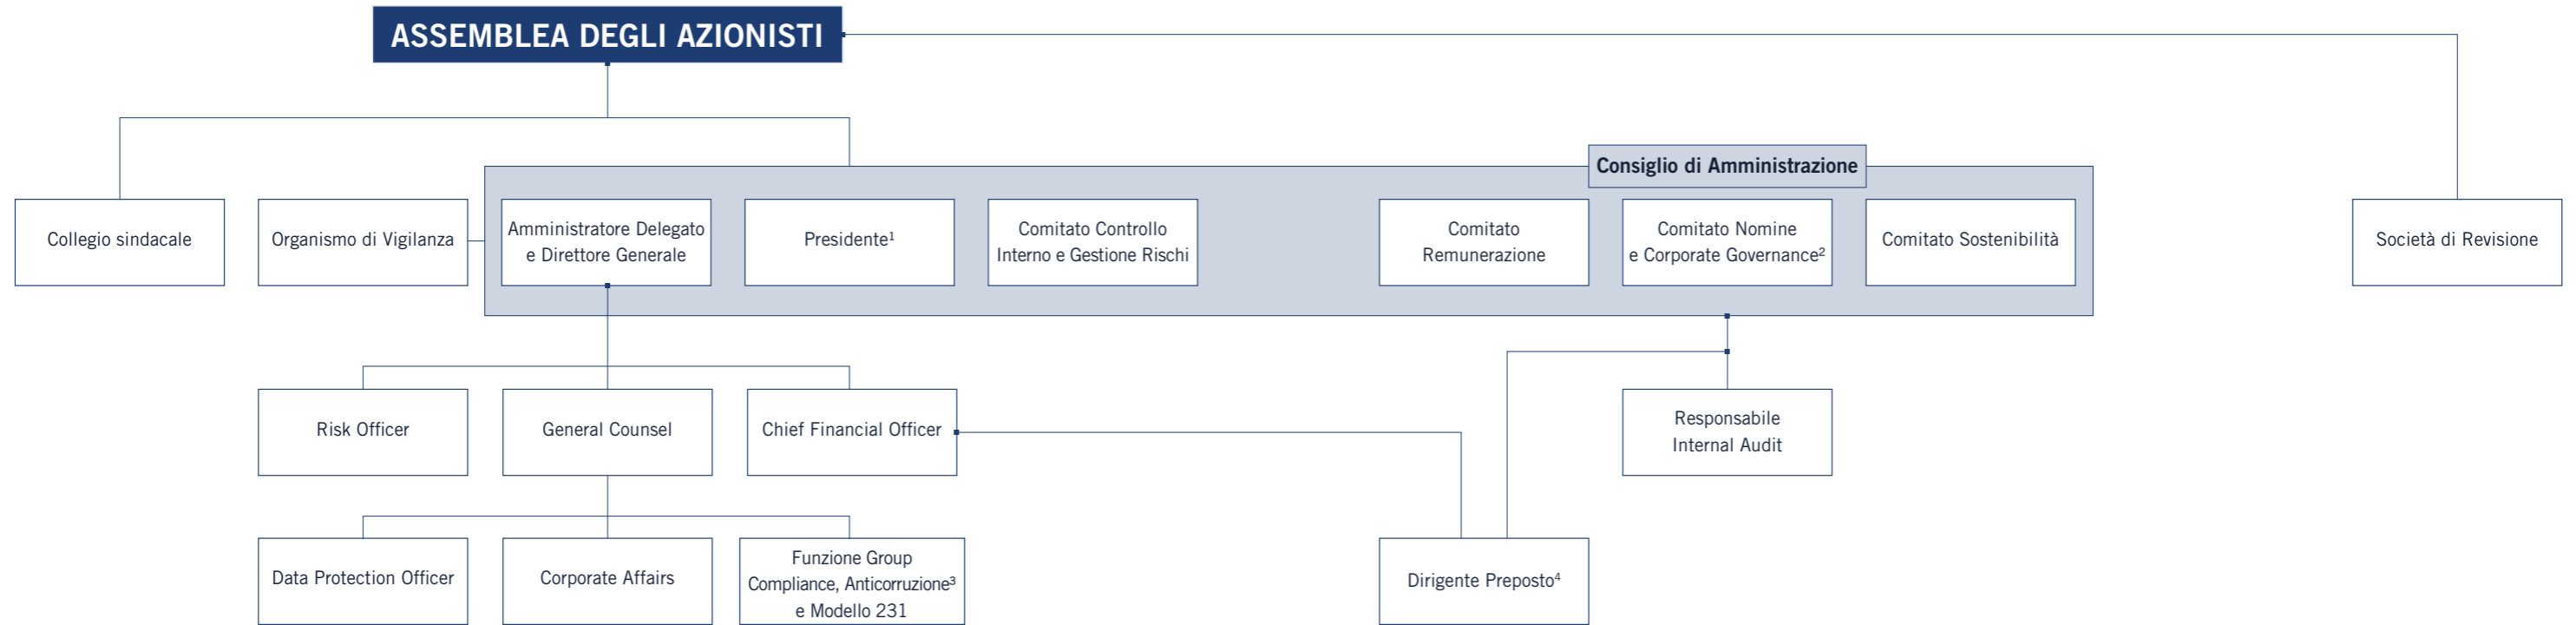 ASSEMBLEA DEGLI AZIONISTI
Consiglio di Amministrazione
Collegio sindacale
Organismo di Vigilanza
Amministratore Delegato
e Direttore Generale
Presidente¹
Comitato Controllo
Interno e Gestione Rischi
Comitato
Remunerazione
Comitato Nomine
e Corporate Governance²
Comitato Sostenibilità
Società di Revisione
Risk Officer
General Counsel
Chief Financial Officer
Responsabile
Internal Audit
Data Protection Officer
Corporate Affairs
Funzione Group
Compliance, Anticorruzione³
e Modello 231
Dirigente Preposto⁴